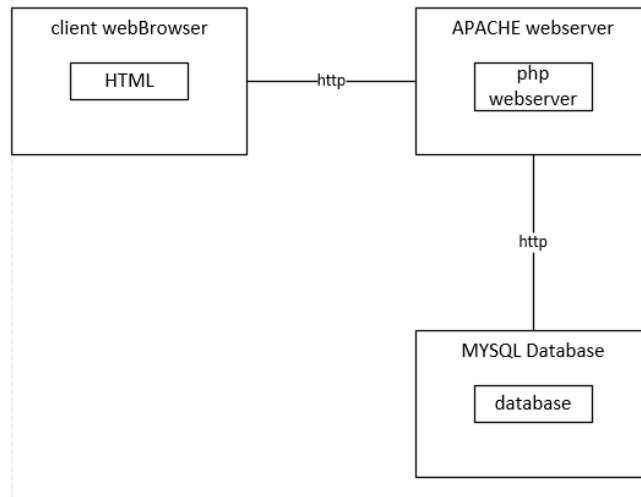 client webBrowser
HTML
http
APACHE webserver
php
webserver
http
MYSQL Database
database